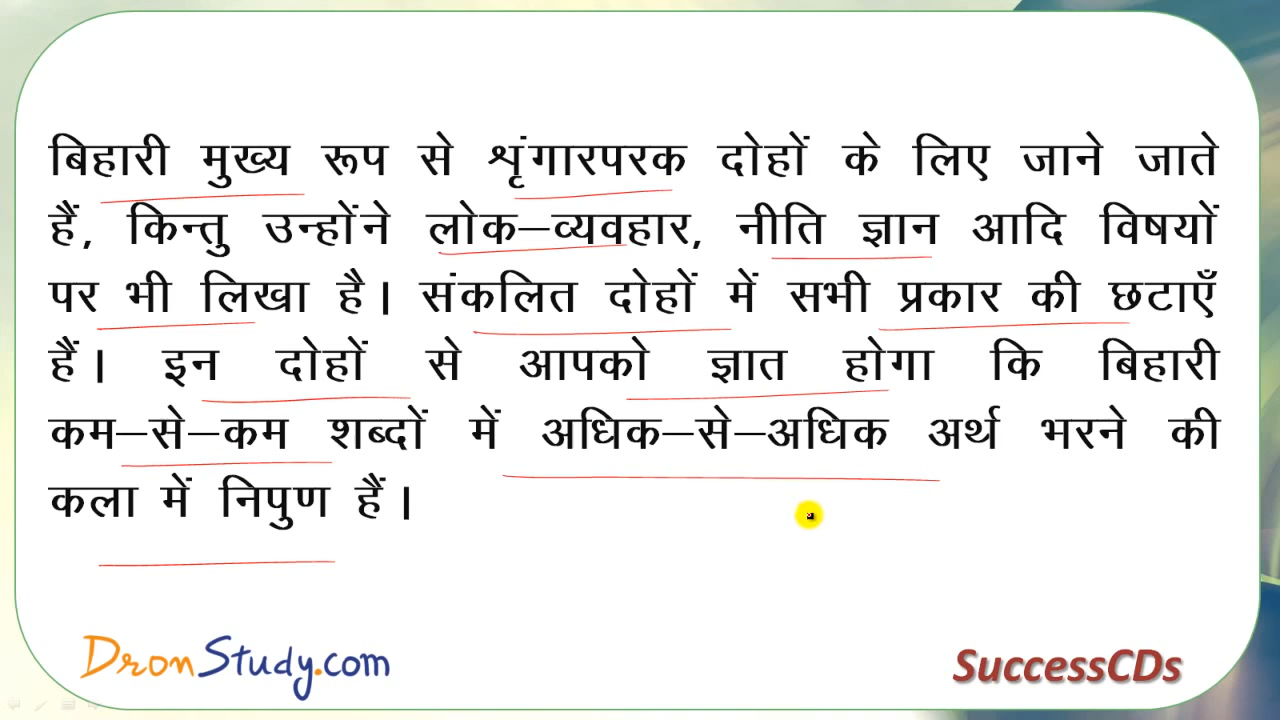 बिहारी मुख्य रूप से शृंगारपरक दोहों के लिए जाने जाते
हैं, किन्तु उन्होंने लोक–व्यवहार, नीति ज्ञान आदि विषयों
पर भी लिखा है। संकलित दोहों में सभी प्रकार की छटाएँ
हैं। इन दोहों से आपको ज्ञात होगा कि बिहारी
कम–से–कम शब्दों में अधिक–से–अधिक अर्थ भरने की
कला में निपुण हैं।
DronStudy.com
SuccessCDs